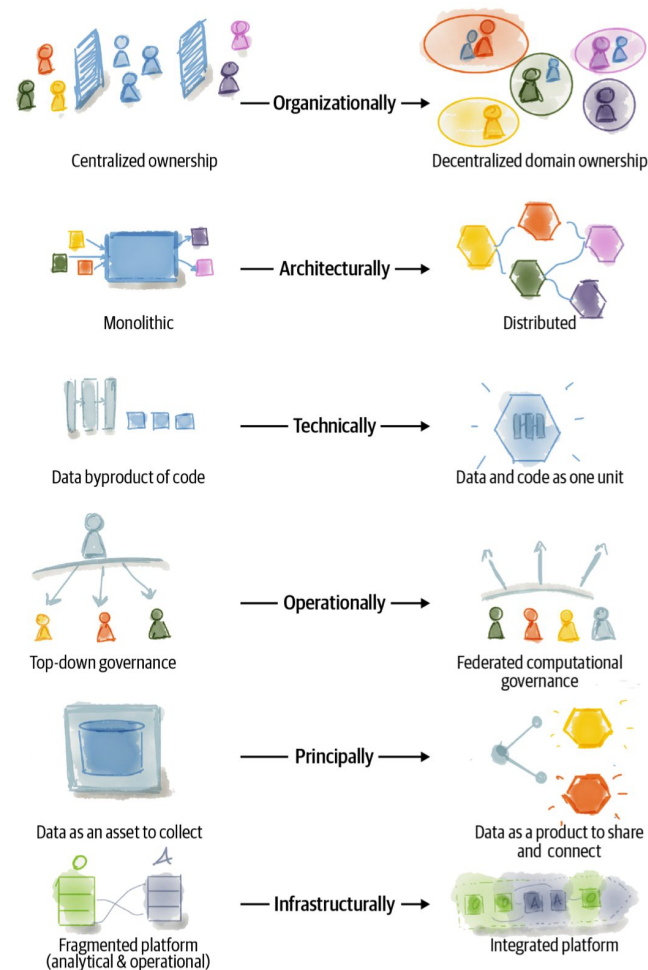 Organizationally
Centralized ownership
Decentralized domain ownership
Architecturally
Monolithic
Distributed
Technically
Data byproduct of code
Data and code as one unit
Operationally
Top-down governance
Federated computational
governance
Principally
Data as an asset to collect
Data as a product to share
and connect
O
A
Infrastructurally
O O A A O
Fragmented platform
(analytical & operational)
Integrated platform